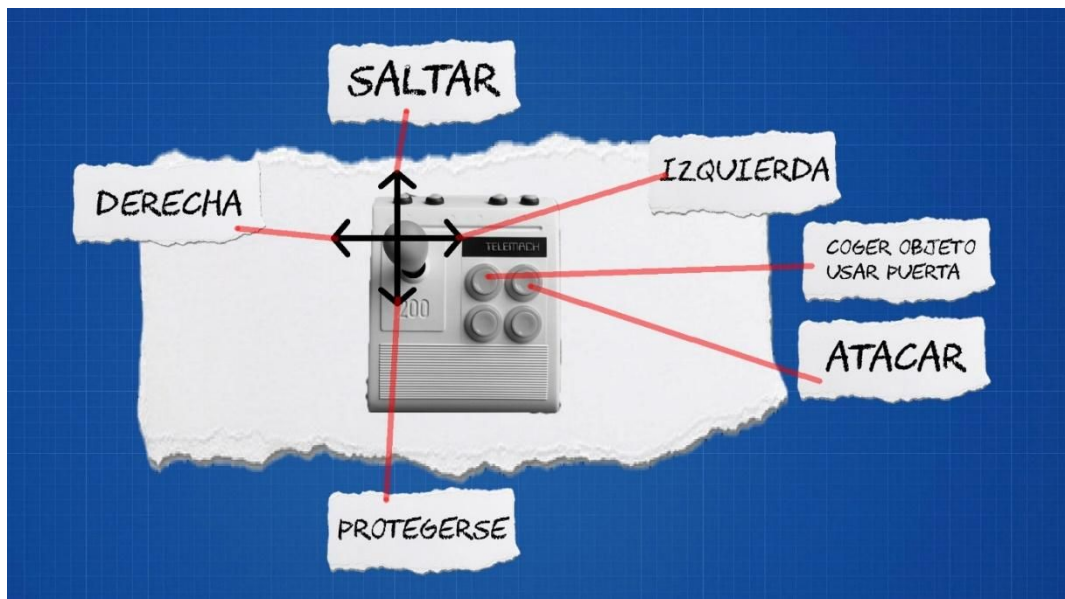 SALTAR
DERECHA
IZQUIERDA
TELEMACH
COGER OBJETO
USAR PUERTA
200
ATACAR
PROTEGERSE